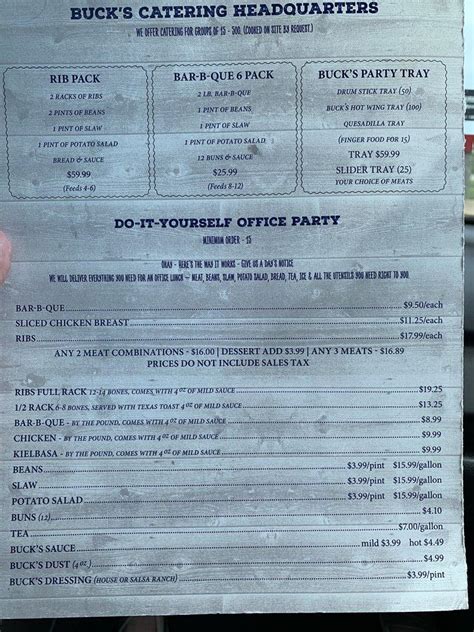 BUCK'S CATERING HEADQUARTERS
WE OFFER CATERING FOR GROUPS OF 15 - 500. (COOKED ON SITE BY REQUEST.)
RIB PACK
2 RACKS OF RIBS
2 PINTS OF BEANS
1 PINT OF SLAW
1 PINT OF POTATO SALAD
BREAD & SAUCE
$59.99
(Feeds 4-6)
BAR-B-QUE 6 PACK
2 LB. BAR-B-QUE
1 PINT OF BEANS
1 PINT OF SLAW
1 PINT OF POTATO SALAD
12 BUNS & SAUCE
$25.99
(Feeds 8-12)
BUCK'S PARTY TRAY
DRUM STICK TRAY (50)
BUCK'S HOT WING TRAY (100)
QUESADILLA TRAY
(FINGER FOOD FOR 15)
TRAY $59.99
SLIDER TRAY (25)
YOUR CHOICE OF MEATS
DO-IT-YOURSELF OFFICE PARTY
MINIMUM ORDER - 15
OKAY - HERE'S THE WAY IT WORKS - GIVE US A DAY'S NOTICE
WE WILL DELIVER EVERYTHING YOU NEED FOR AN OFFICE LUNCH - MEAT, BEANS, SLAW, POTATO SALAD, BREAD, TEA, ICE & ALL THE UTENSILS YOU NEED RIGHT TO YOU.
BAR-B-QUE $9.50/each
SLICED CHICKEN BREAST $11.25/each
RIBS $17.99/each
ANY 2 MEAT COMBINATIONS - $16.00 | DESSERT ADD $3.99 | ANY 3 MEATS - $16.89
PRICES DO NOT INCLUDE SALES TAX
RIBS FULL RACK 12-14 BONES, COMES WITH 4 OZ OF MILD SAUCE $19.25
1/2 RACK 6-8 BONES, SERVED WITH TEXAS TOAST 4 OZ OF MILD SAUCE $13.25
BAR-B-QUE - BY THE POUND, COMES WITH 4 OZ OF MILD SAUCE $8.99
CHICKEN - BY THE POUND, COMES WITH 4 OZ OF MILD SAUCE $9.99
KIELBASA - BY THE POUND, COMES WITH 4 OZ OF MILD SAUCE $9.99
BEANS $3.99/pint $15.99/gallon
SLAW $3.99/pint $15.99/gallon
POTATO SALAD $3.99/pint $15.99/gallon
BUNS (12) $4.10
TEA $7.00/gallon
BUCK'S SAUCE mild $3.99 hot $4.49
BUCK'S DUST (4 OZ) $4.99
BUCK'S DRESSING (HOUSE OR SALSA RANCH) $3.99/pint